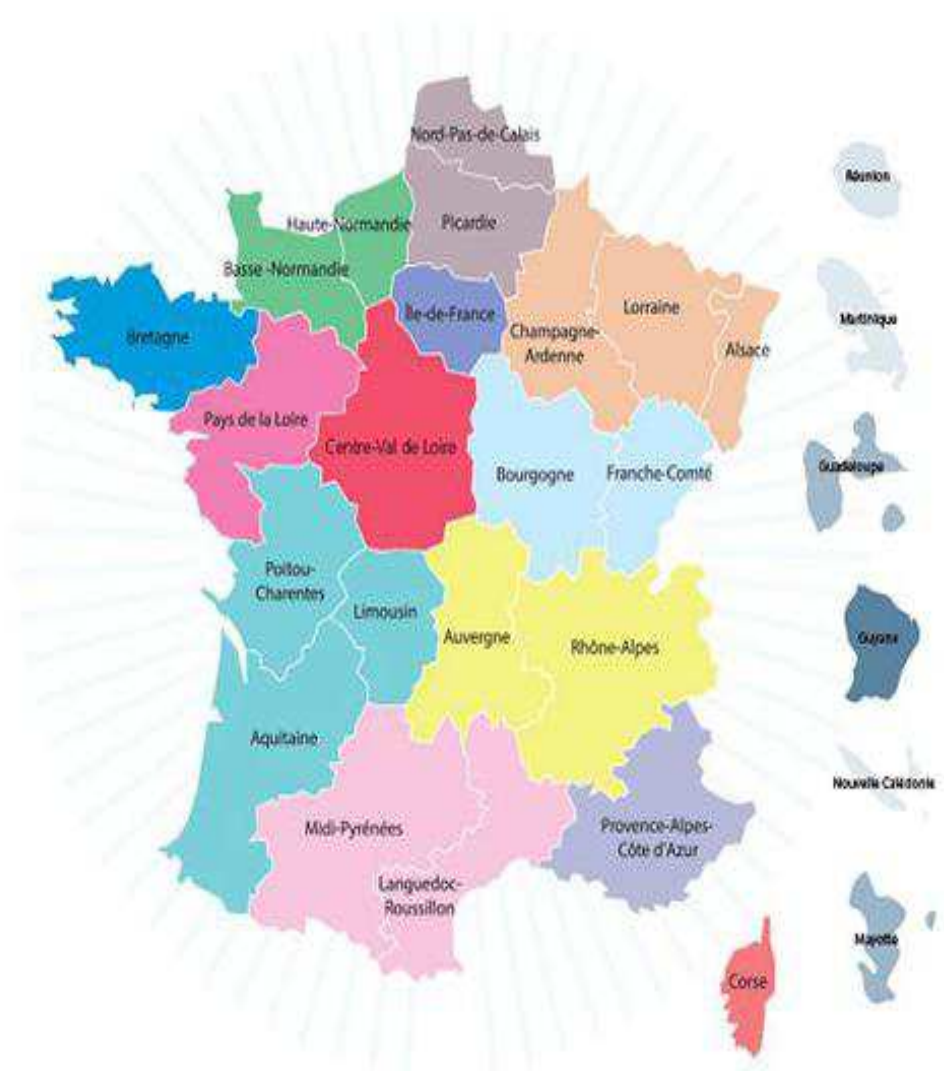 Nord-Pas-de-Calais
Haute-Normandie
Picardie
Basse -Normandie
Bretagne
Île-de-France
Champagne-
Ardenne
Lorraine
Alsace
Pays de la Loire
Centre-Val de Loire
Bourgogne
Franche-Comté
Poitou-
Charentes
Limousin
Auvergne
Rhône-Alpes
Aquitaine
Midi-Pyrénées
Languedoc-
Roussillon
Provence-Alpes-
Côte d'Azur
Corse
Réunion
Martinique
Guadeloupe
Guyane
Nouvelle Calédonie
Mayotte